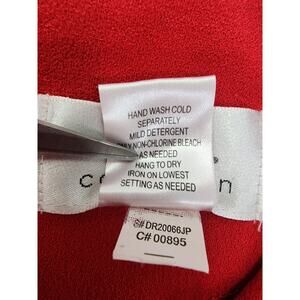 HAND WASH COLD
SEPARATELY
MILD DETERGENT
NON-CHLORINE BLEACH
AS NEEDED
HANG TO DRY
IRON ON LOWEST
SETTING AS NEEDED
S#DR20066JP
C# 00895